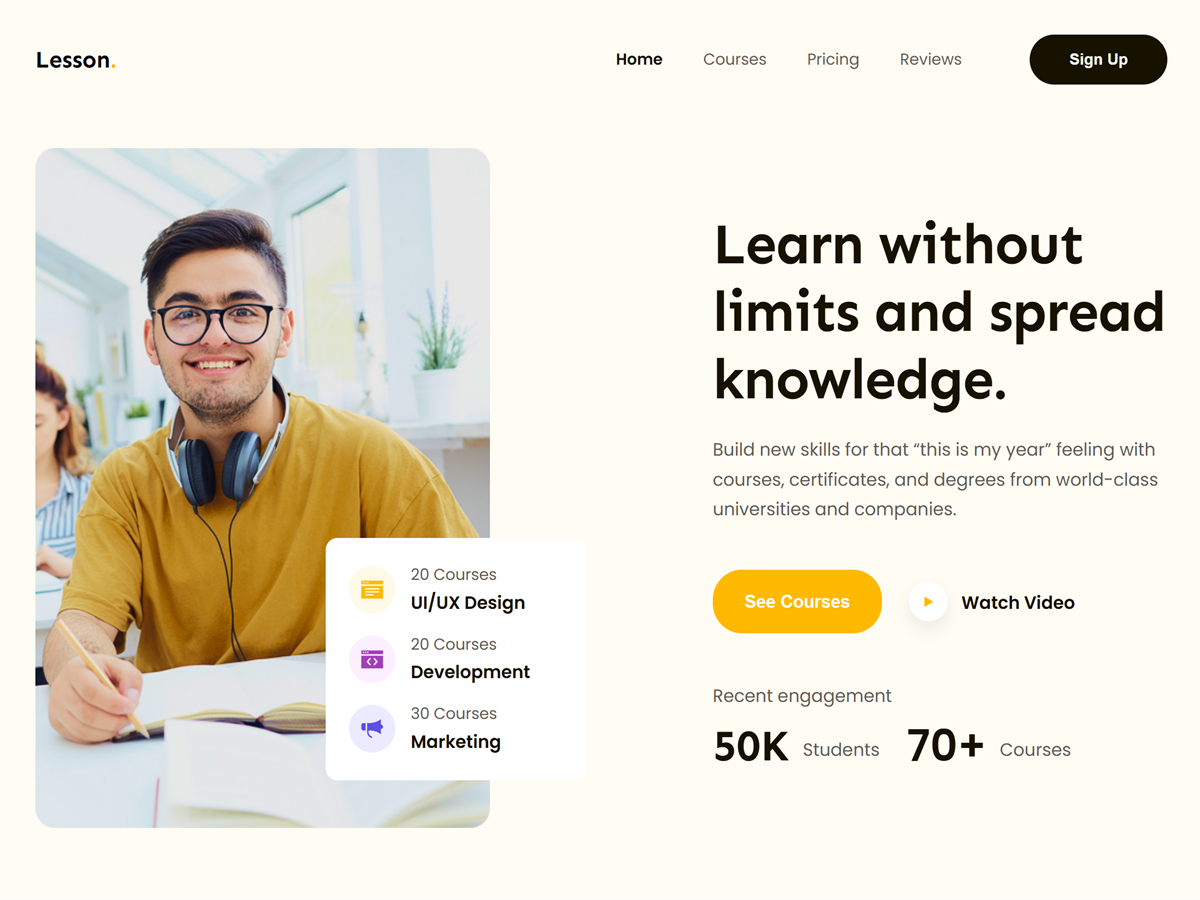 Lesson.
Home Courses Pricing Reviews Sign Up
Learn without
limits and spread
knowledge.
Build new skills for that “this is my year” feeling with
courses, certificates, and degrees from world-class
universities and companies.
See Courses Watch Video
Recent engagement
50K Students 70+ Courses
20 Courses
UI/UX Design
20 Courses
Development
30 Courses
Marketing